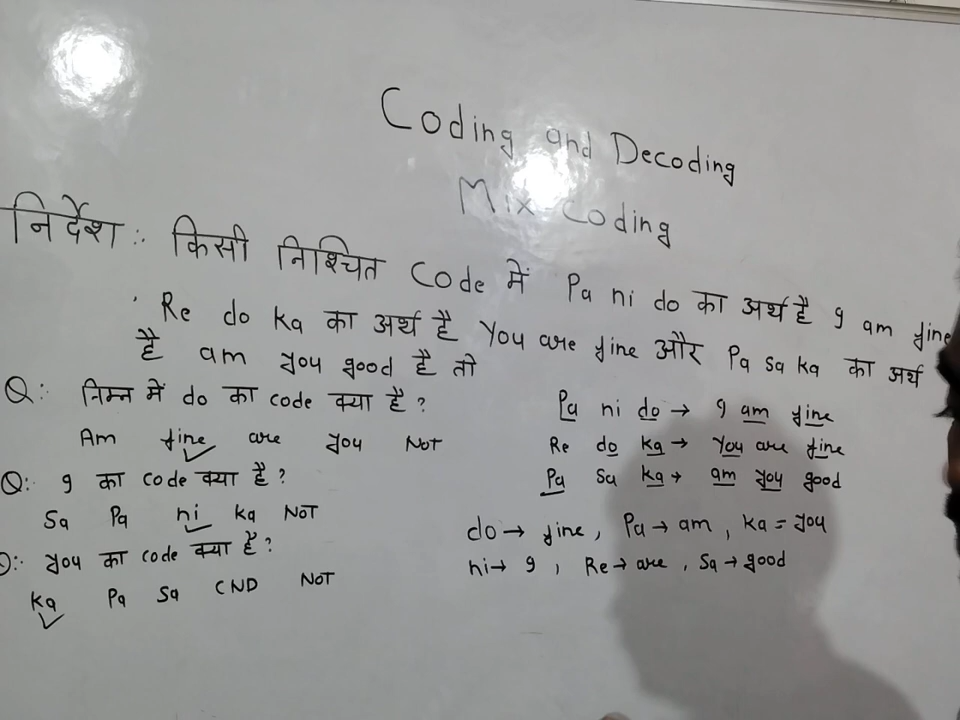 Coding and Decoding
Mix Coding
निर्देश :. किसी निश्चित Code में Pa ni do का अर्थ है I am fine
Re do Ka का अर्थ है You are fine और Pa Sa Ka का अर्थ
है am you good है तो
Q:. निम्न में do का code क्या है ?
Am fine are you Not
Q:. I का code क्या है ?
Sa Pa ni ka NoT
Q:. you का code क्या है ?
Ka Pa Sa CND NoT
Pa ni do → I am fine
Re do ka → You are fine
Pa Sa ka → am you good
do → fine, Pa → am, Ka = you
ni → I, Re → are, Sa → good